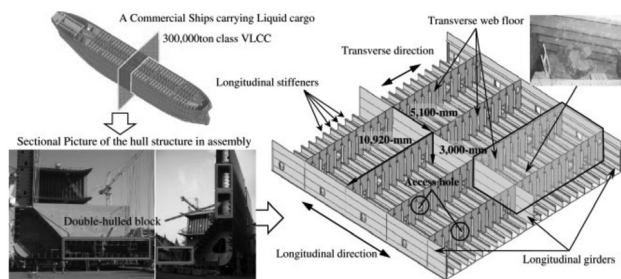 A Commercial Ships carrying Liquid cargo
300,000ton class VLCC
Transverse web floor
Transverse direction
Longitudinal stiffeners
5,100-mm
Sectional Picture of the hull structure in assembly
10,920-mm
3,000-mm
Access hole
Double-hulled block
Longitudinal direction
Longitudinal girders